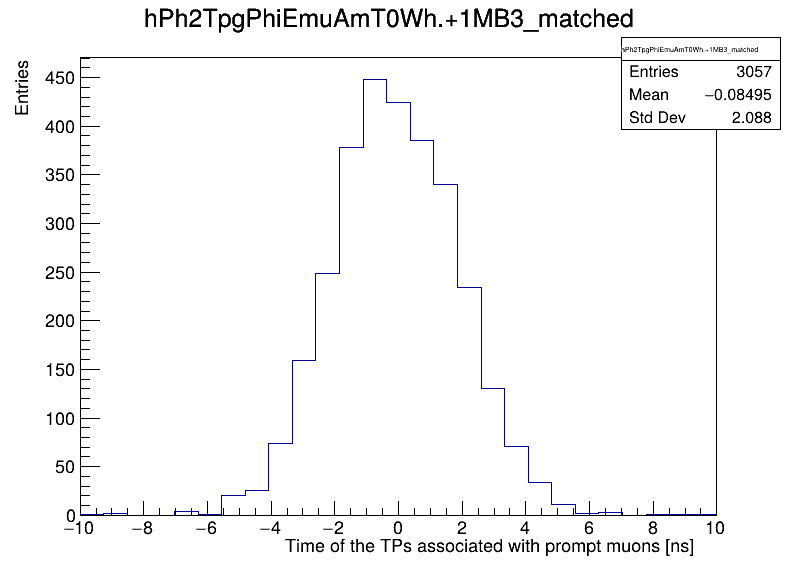 hPh2TpgPhiEmuAmT0Wh.+1MB3_matched
hPh2TpgPhiEmuAmT0Wh.+1MB3_matched
Entries 3057
Mean −0.08495
Std Dev 2.088
Entries
450
400
350
300
250
200
150
100
50
0
−10 −8 −6 −4 −2 0 2 4 6 8 10
Time of the TPs associated with prompt muons [ns]